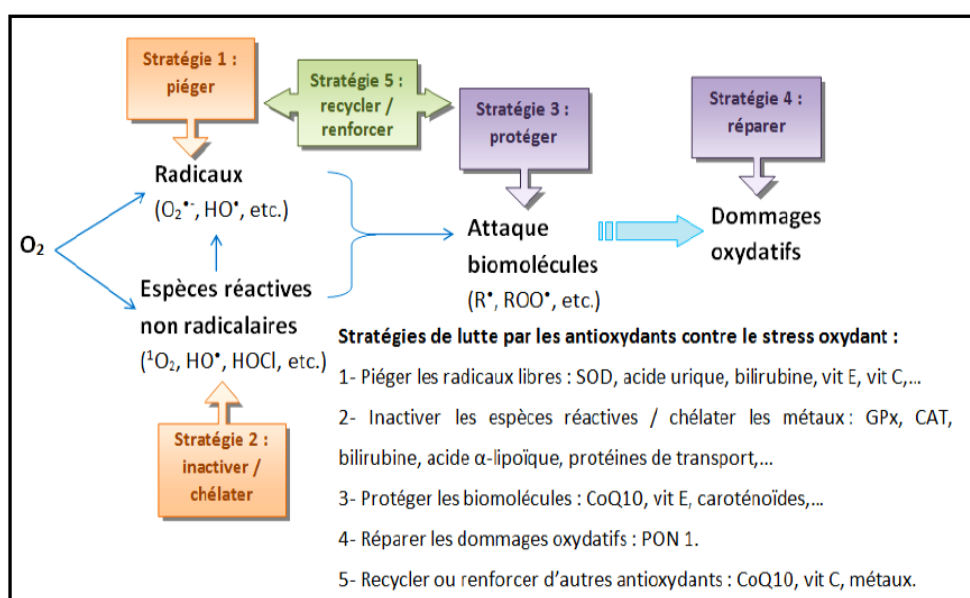 Stratégie 1 :
piéger
Stratégie 5 :
recycler /
renforcer
Stratégie 3 :
protéger
Stratégie 4 :
réparer
Radicaux
(O₂•-, HO•, etc.)
O₂
Espèces réactives
non radicalaires
(¹O₂, HO•, HOCl, etc.)
Attaque
biomolécules
(R•, ROO•, etc.)
Dommages
oxydatifs
Stratégie 2 :
inactiver /
chélater
Stratégies de lutte par les antioxydants contre le stress oxydant :
1- Piéger les radicaux libres : SOD, acide urique, bilirubine, vit E, vit C,...
2- Inactiver les espèces réactives / chélater les métaux : GPx, CAT,
bilirubine, acide α-lipoïque, protéines de transport,...
3- Protéger les biomolécules : CoQ10, vit E, caroténoïdes,...
4- Réparer les dommages oxydatifs : PON 1.
5- Recycler ou renforcer d'autres antioxydants : CoQ10, vit C, métaux.